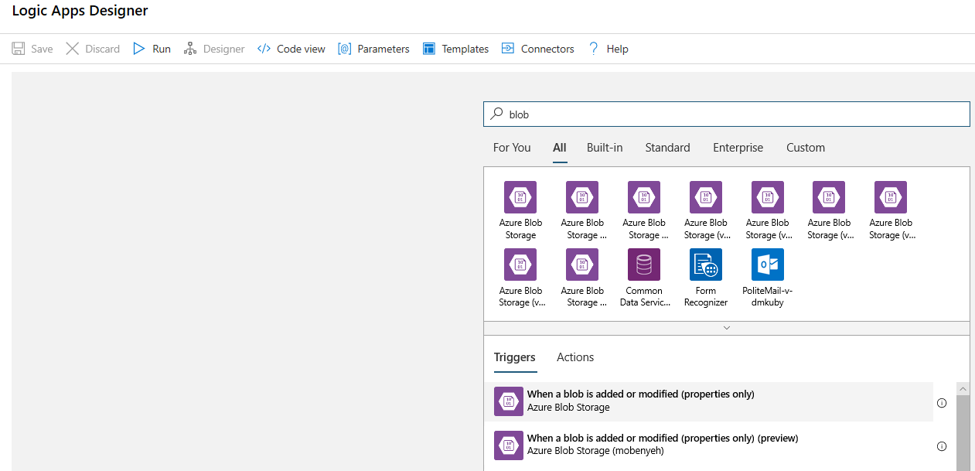 Logic Apps Designer
Save Discard Run Designer Code view Parameters Templates Connectors Help
blob
For You All Built-in Standard Enterprise Custom
Azure Blob Storage
Azure Blob Storage ...
Azure Blob Storage ...
Azure Blob Storage (v...
Azure Blob Storage (v...
Azure Blob Storage (v...
Azure Blob Storage (v...
Azure Blob Storage (v...
Azure Blob Storage ...
Common Data Servic...
Form Recognizer
PoliteMail-v-dmkuby
Triggers Actions
When a blob is added or modified (properties only)
Azure Blob Storage
When a blob is added or modified (properties only) (preview)
Azure Blob Storage (mobenyeh)